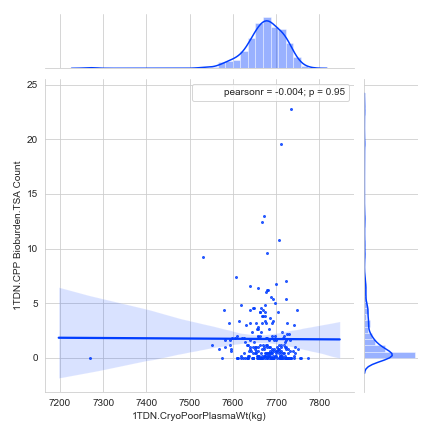 pearsonr = -0.004; p = 0.95
25
20
15
10
5
0
1TDN.CPP Bioburden.TSA Count
7200 7300 7400 7500 7600 7700 7800
1TDN.CryoPoorPlasmaWt(kg)